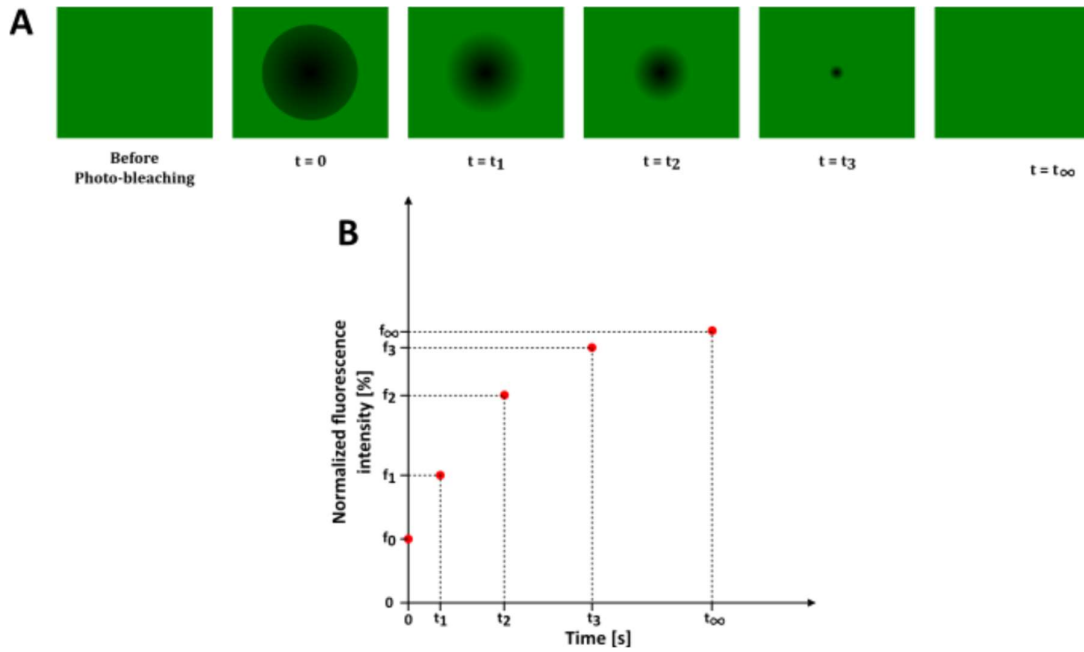 A
Before
Photo-bleaching
t = 0
t = t₁
t = t₂
t = t₃
t = t∞
B
Normalized fluorescence
intensity [%]
f∞
f₃
f₂
f₁
f₀
0
0
t₁
t₂
t₃
t∞
Time [s]